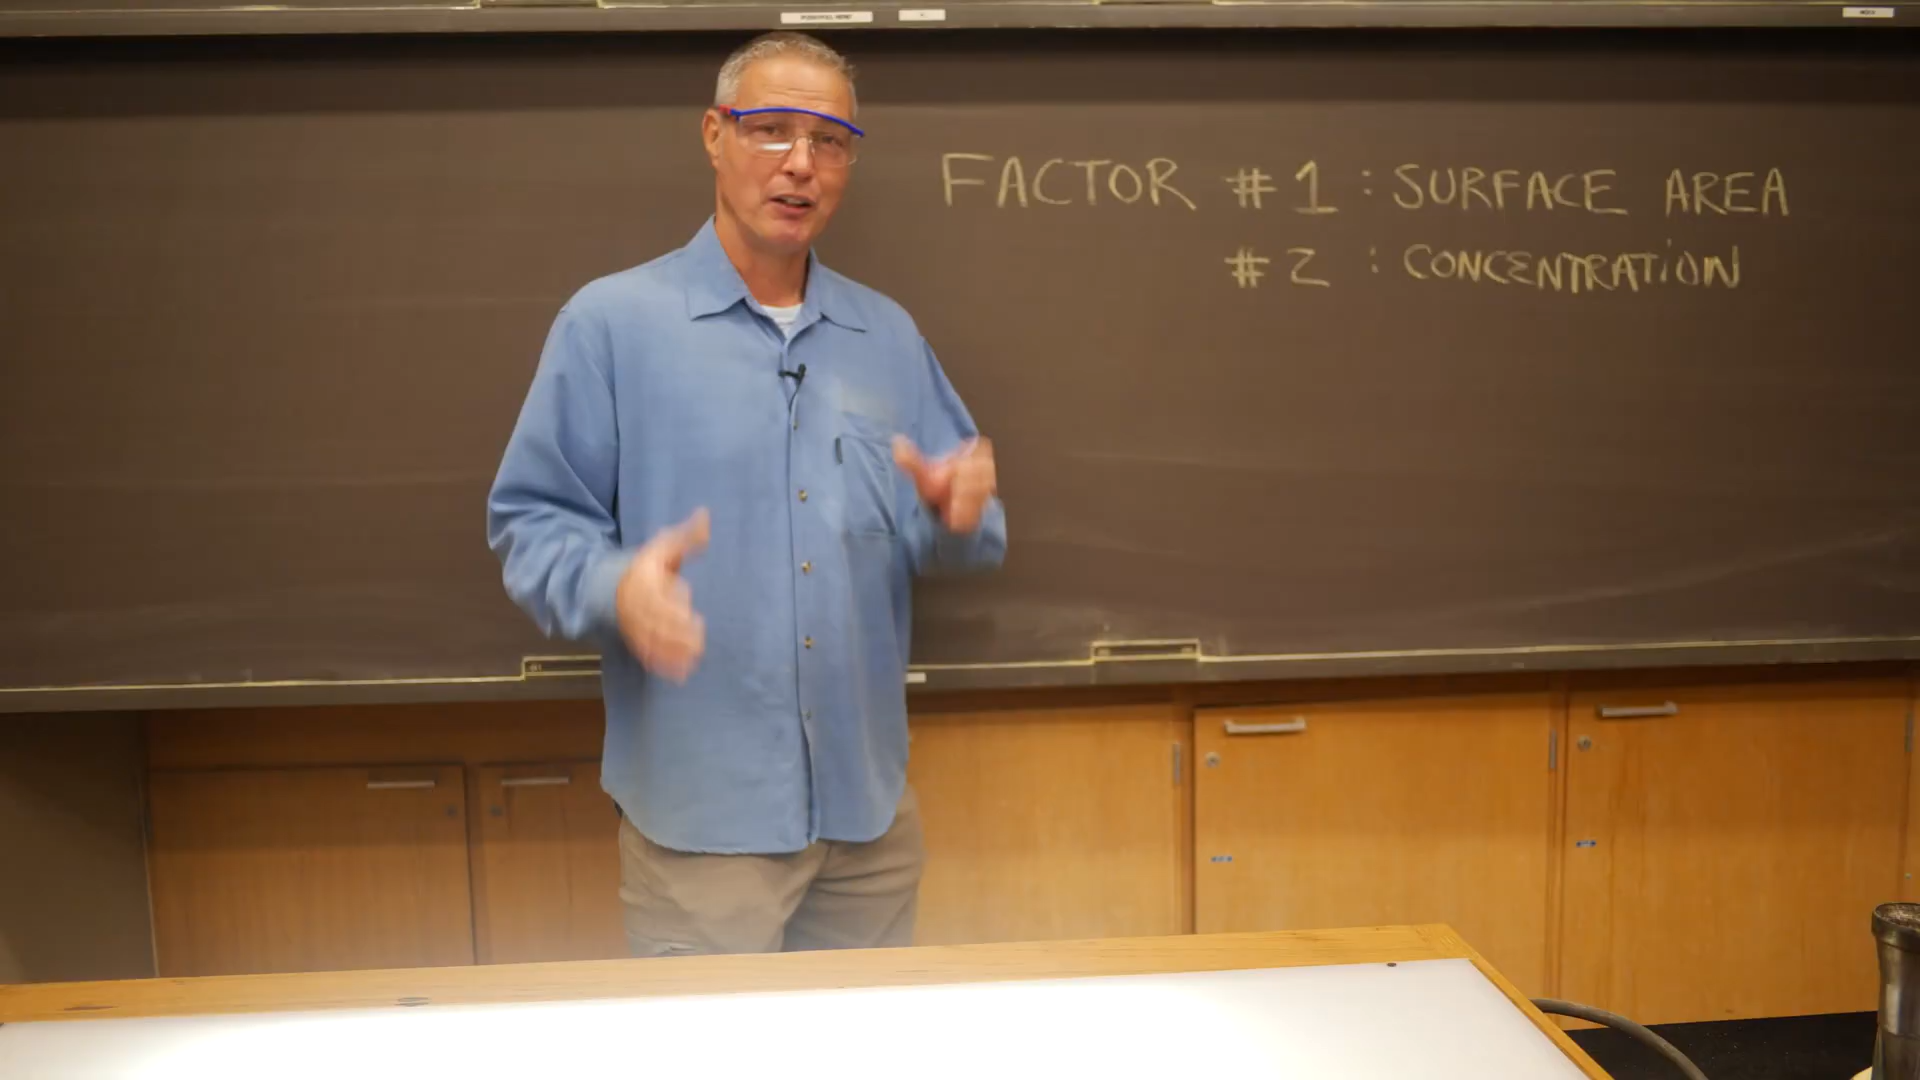 FACTOR #1 : SURFACE AREA
#2 : CONCENTRATION